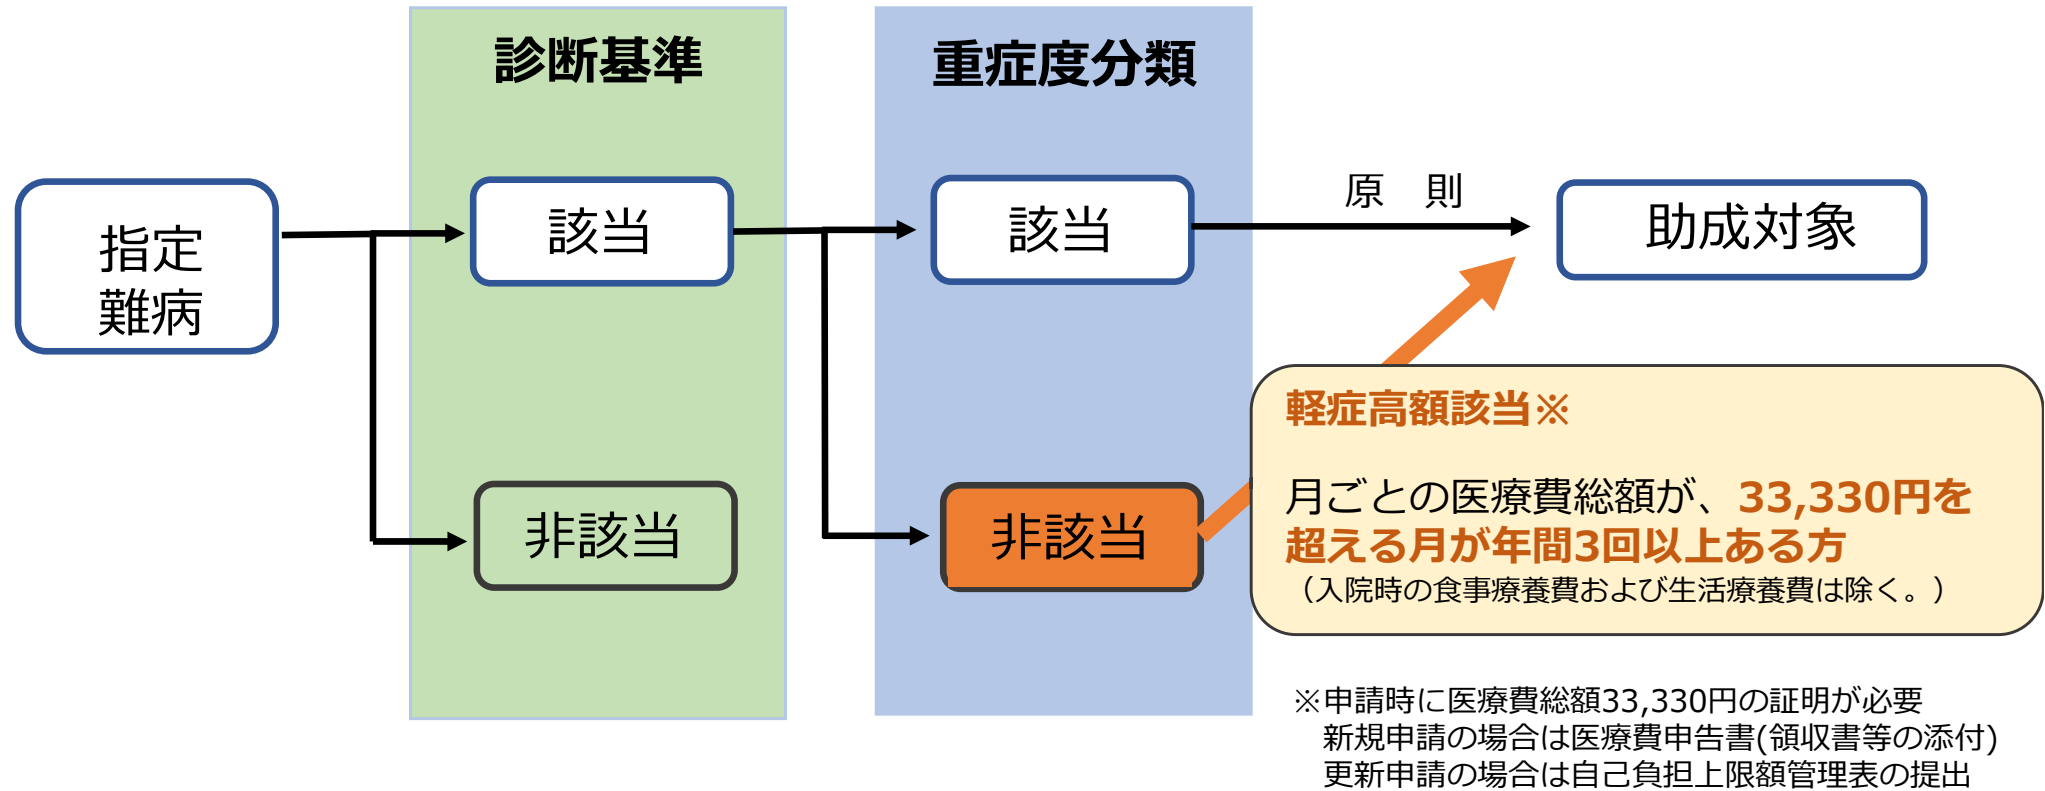 診断基準
重症度分類
指定
難病
該当
該当
原　則
助成対象
非該当
非該当
軽症高額該当※
月ごとの医療費総額が、33,330円を
超える月が年間3回以上ある方
（入院時の食事療養費および生活療養費は除く。）
※申請時に医療費総額33,330円の証明が必要
新規申請の場合は医療費申告書(領収書等の添付)
更新申請の場合は自己負担上限額管理表の提出